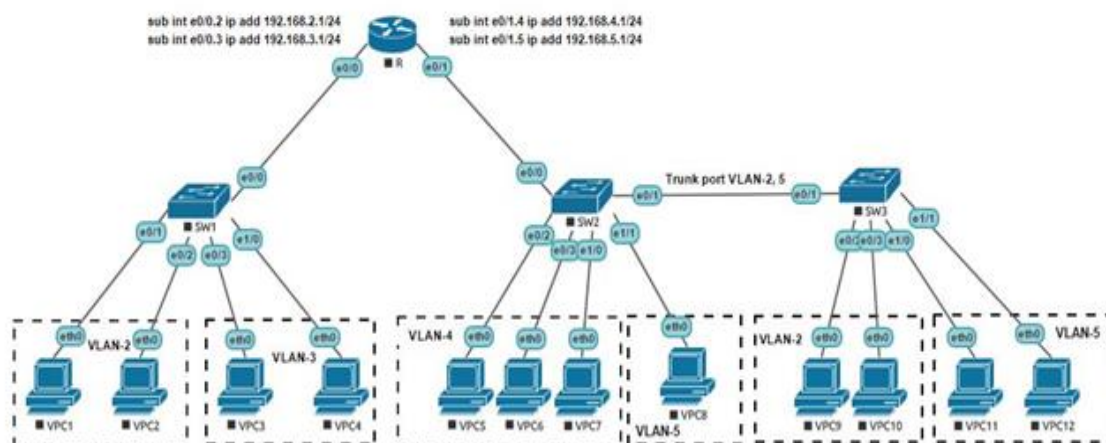 sub int e0/0.2 ip add 192.168.2.1/24
sub int e0/0.3 ip add 192.168.3.1/24
sub int e0/1.4 ip add 192.168.4.1/24
sub int e0/1.5 ip add 192.168.5.1/24
R
e0/0
e0/1
e0/0
e0/0
Trunk port VLAN-2, 5
SW1
SW2
e0/1
e0/1
SW3
e0/1
e0/2
e0/3
e1/0
e0/2
e0/3
e1/0
e1/1
e0/2
e0/3
e1/0
e1/1
eth0
VLAN-2
eth0
eth0
VLAN-3
eth0
VLAN-4
eth0
eth0
eth0
eth0
VLAN-5
VLAN-2
eth0
eth0
eth0
eth0
VLAN-5
VPC1
VPC2
VPC3
VPC4
VPC5
VPC6
VPC7
VPC8
VPC9
VPC10
VPC11
VPC12